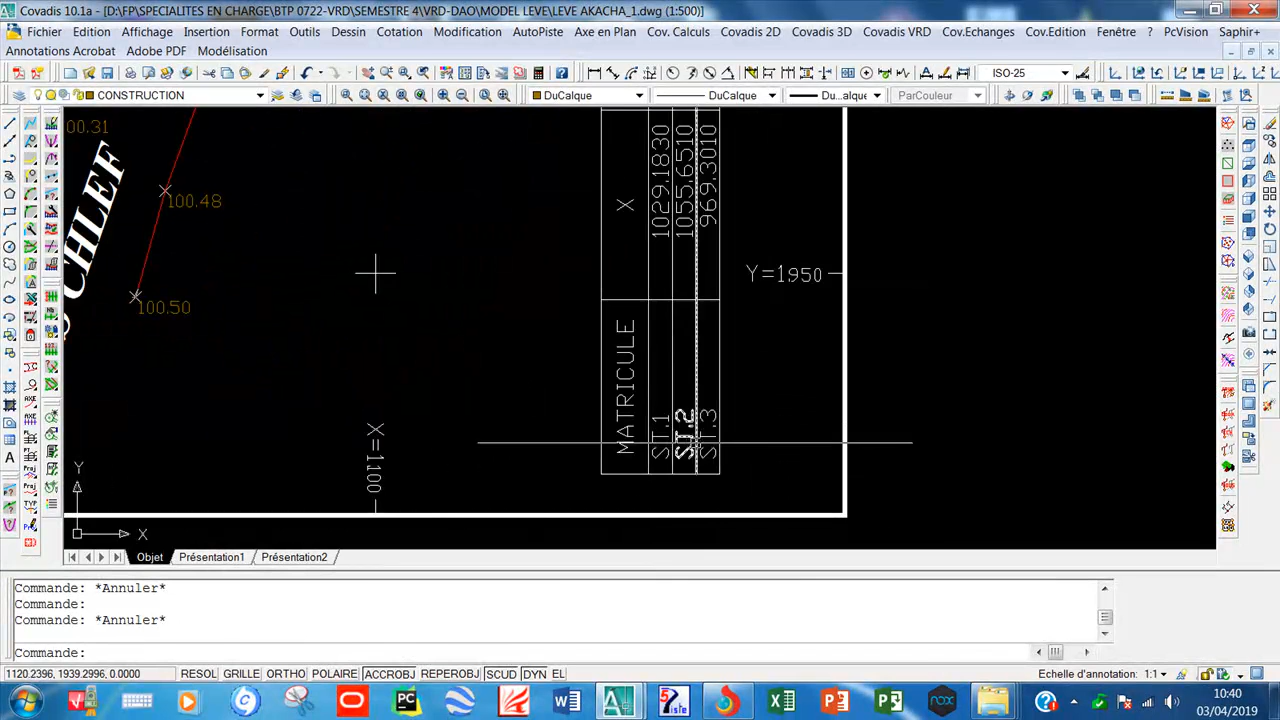 Covadis 10.1a - [D:\FP\SPECIALITES EN CHARGE\BTP 0722-VRD\SEMESTRE 4\VRD-DAO\MODEL LEVE\LEVE AKACHA_1.dwg (1:500)]
Fichier Edition Affichage Insertion Format Outils Dessin Cotation Modification AutoPiste Axe en Plan Cov. Calculs Covadis 2D Covadis 3D Covadis VRD Cov.Echanges Cov.Edition Fenêtre ? PcVision Saphir+
Annotations Acrobat Adobe PDF Modélisation
ISO-25
CONSTRUCTION DuCalque DuCalque Du...alque ParCouleur
00.31
100.48
CHLEF
100.50
X=1100
MATRICULE X
ST.1 1029.1830
ST.2 1055.6510
ST.3 969.3010
Y=1950
Y
X
Objet Présentation1 Présentation2
Commande: *Annuler*
Commande:
Commande: *Annuler*
Commande:
1120.2396, 1939.2996, 0.0000 RESOL GRILLE ORTHO POLAIRE ACCROBJ REPEROBJ SCUD DYN EL Echelle d'annotation: 1:1
10:40
03/04/2019